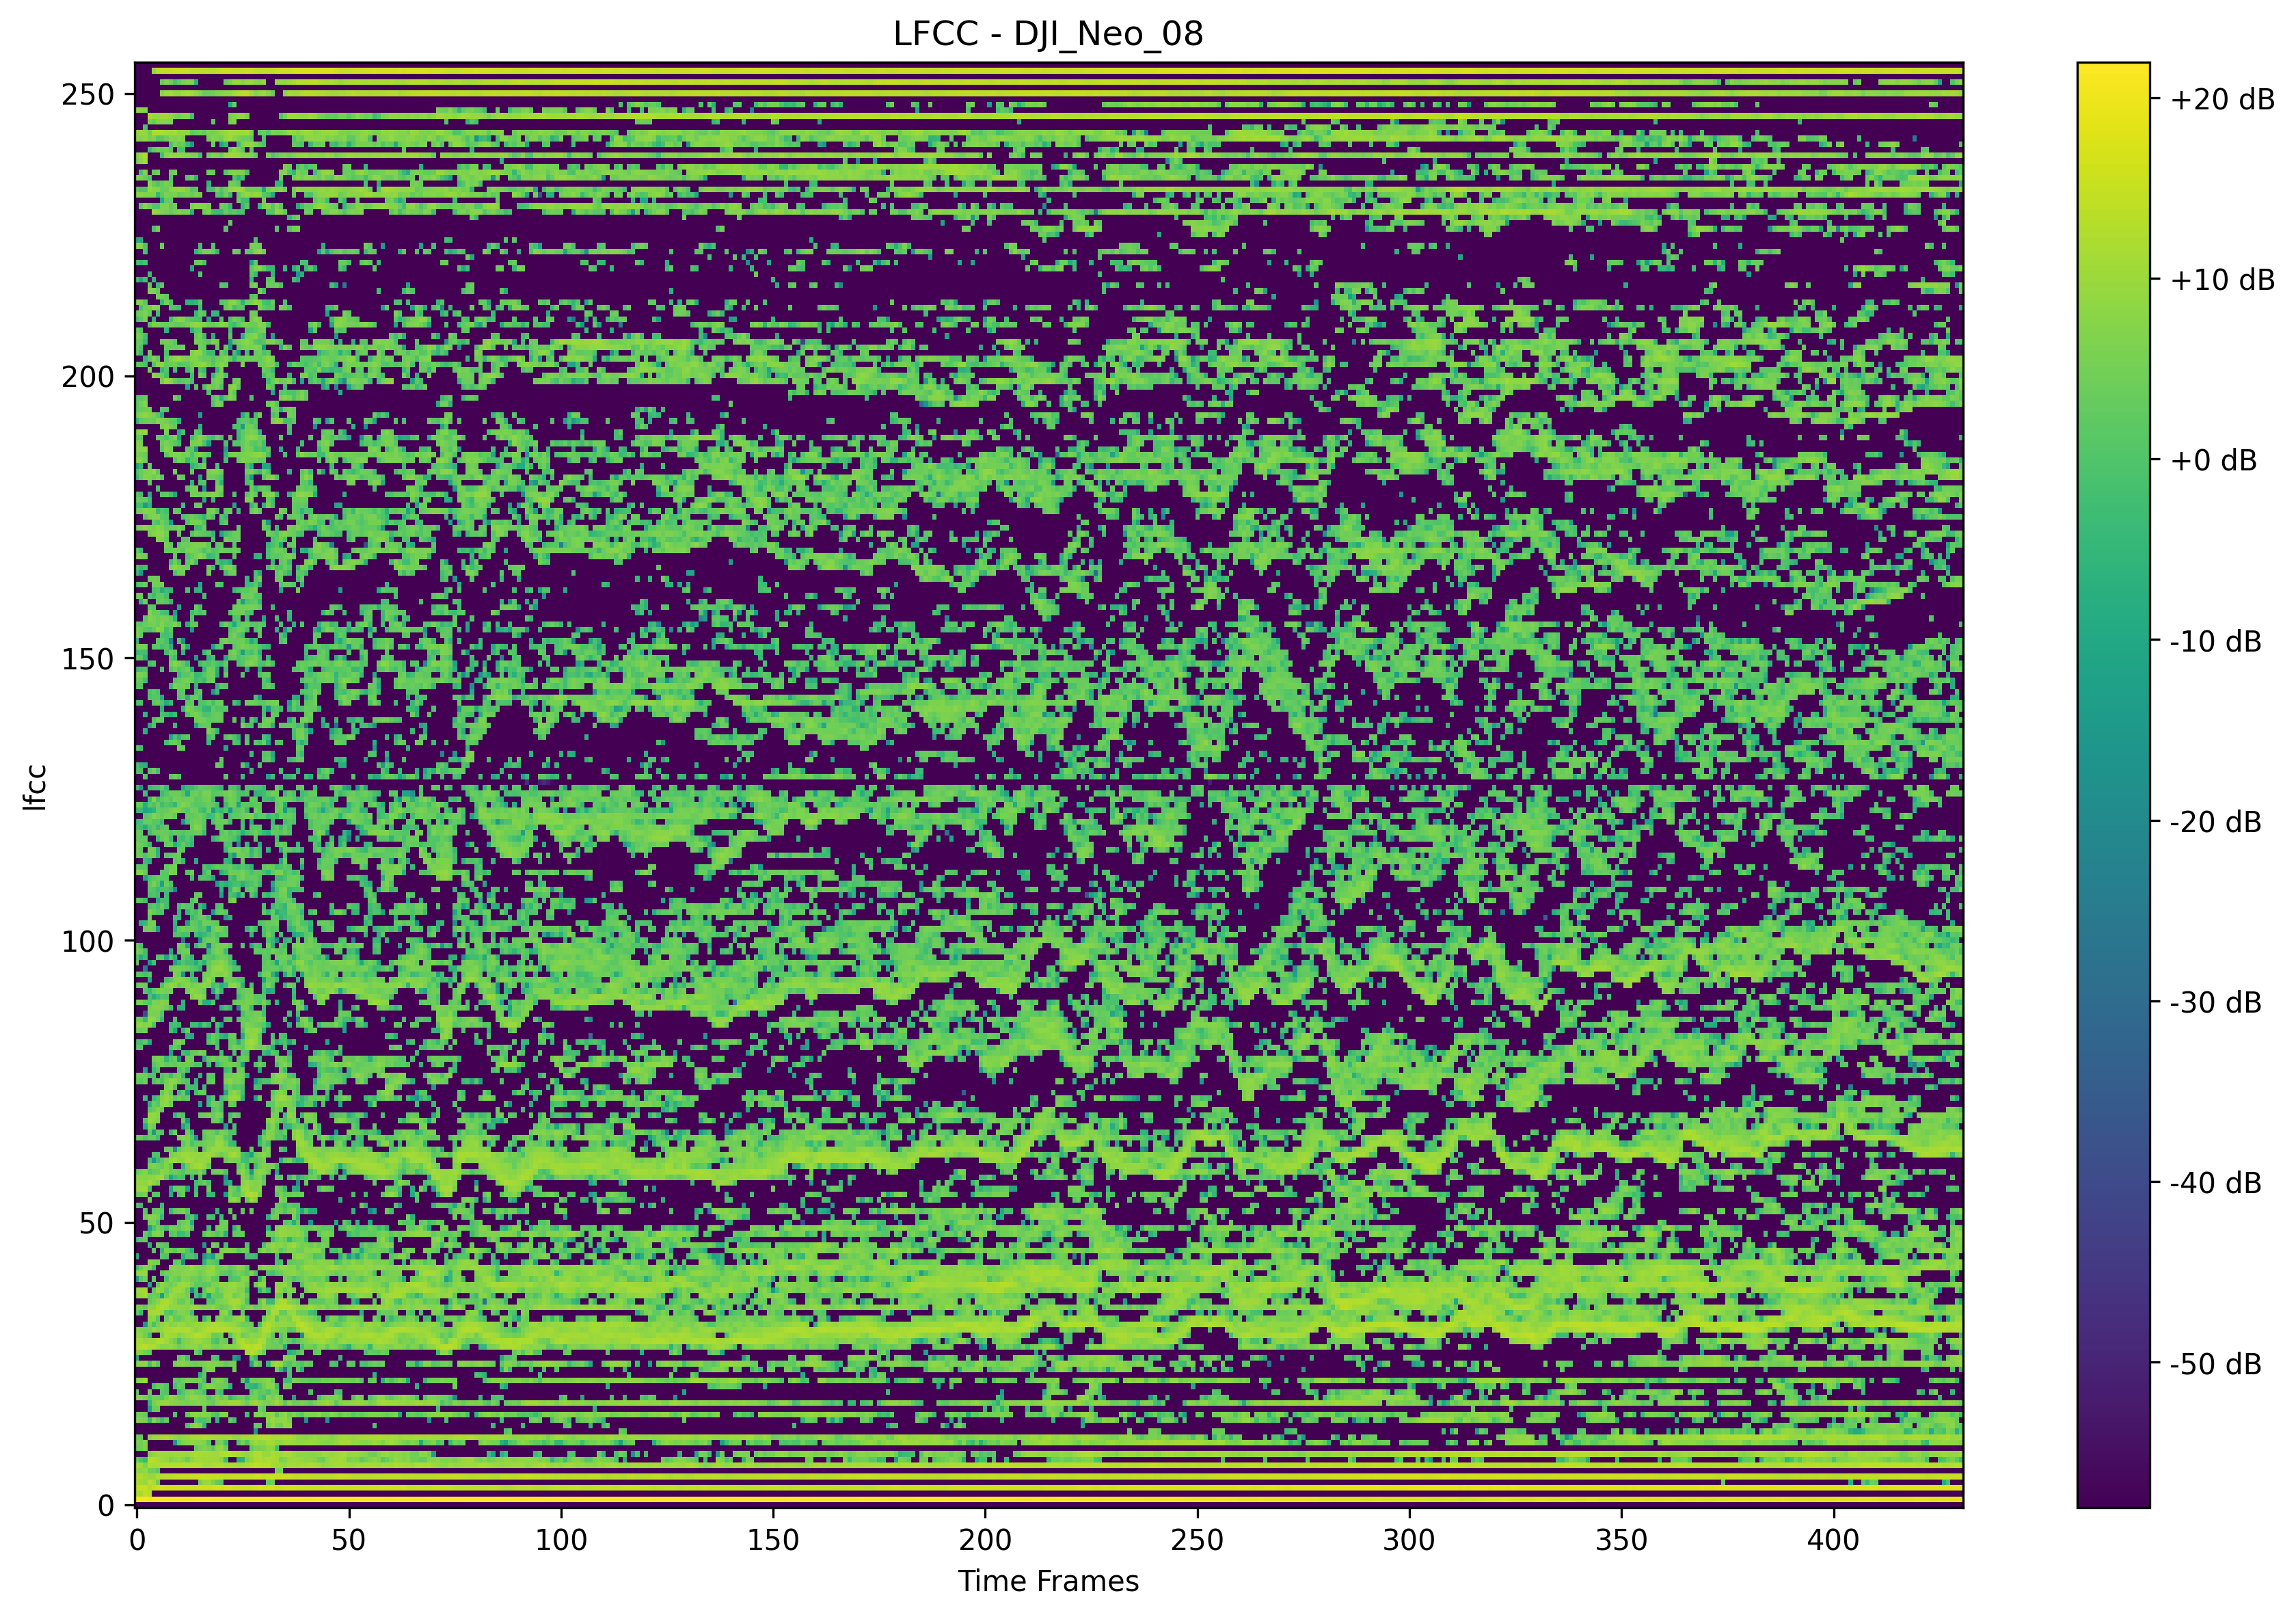 LFCC - DJI_Neo_08
250
200
150
100
50
0
lfcc
0 50 100 150 200 250 300 350 400
Time Frames
+20 dB
+10 dB
+0 dB
-10 dB
-20 dB
-30 dB
-40 dB
-50 dB